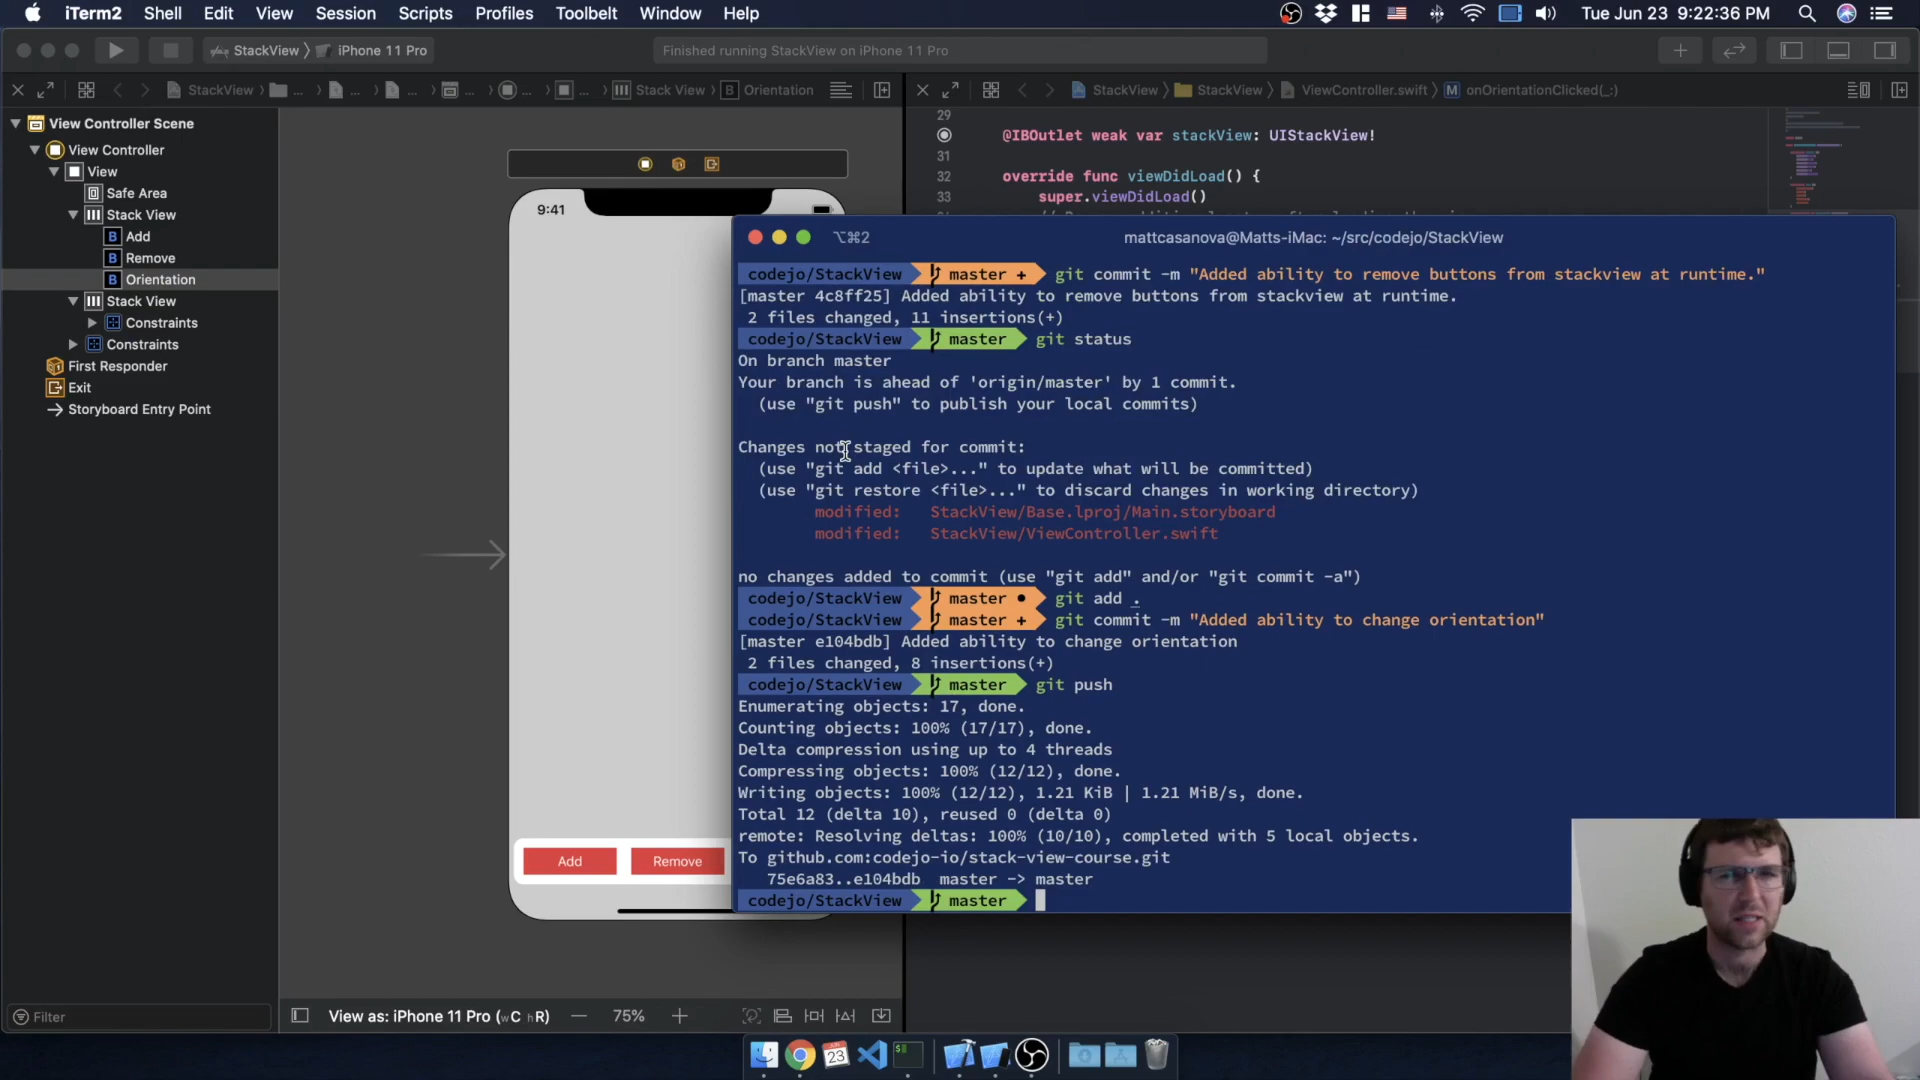 iTerm2 Shell Edit View Session Scripts Profiles Toolbelt Window Help Tue Jun 23 9:22:36 PM
StackView iPhone 11 Pro Finished running StackView on iPhone 11 Pro
StackView ... ... ... ... ... Stack View Orientation
StackView StackView ViewController.swift M onOrientationClicked(_:)
View Controller Scene
View Controller
View
Safe Area
Stack View
B Add
B Remove
B Orientation
Stack View
Constraints
Constraints
First Responder
Exit
Storyboard Entry Point
Filter
9:41
Add Remove
View as: iPhone 11 Pro (wC hR) 75%
29
@IBOutlet weak var stackView: UIStackView!
31
32 override func viewDidLoad() {
33 super.viewDidLoad()
⌥⌘2 mattcasanova@Matts-iMac: ~/src/codejo/StackView
codejo/StackView master + git commit -m "Added ability to remove buttons from stackview at runtime."
[master 4c8ff25] Added ability to remove buttons from stackview at runtime.
2 files changed, 11 insertions(+)
codejo/StackView master git status
On branch master
Your branch is ahead of 'origin/master' by 1 commit.
(use "git push" to publish your local commits)
Changes not staged for commit:
(use "git add <file>..." to update what will be committed)
(use "git restore <file>..." to discard changes in working directory)
modified: StackView/Base.lproj/Main.storyboard
modified: StackView/ViewController.swift
no changes added to commit (use "git add" and/or "git commit -a")
codejo/StackView master ● git add .
codejo/StackView master + git commit -m "Added ability to change orientation"
[master e104bdb] Added ability to change orientation
2 files changed, 8 insertions(+)
codejo/StackView master git push
Enumerating objects: 17, done.
Counting objects: 100% (17/17), done.
Delta compression using up to 4 threads
Compressing objects: 100% (12/12), done.
Writing objects: 100% (12/12), 1.21 KiB | 1.21 MiB/s, done.
Total 12 (delta 10), reused 0 (delta 0)
remote: Resolving deltas: 100% (10/10), completed with 5 local objects.
To github.com:codejo-io/stack-view-course.git
75e6a83..e104bdb master -> master
codejo/StackView master